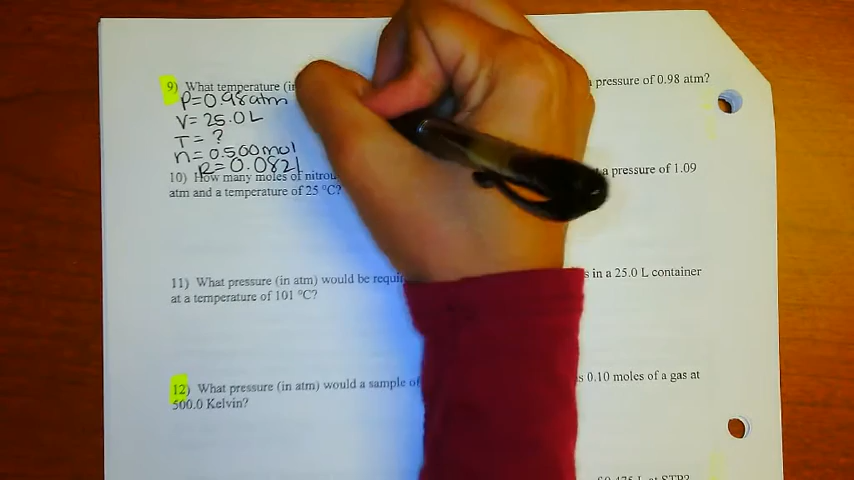 9) What temperature (in pressure of 0.98 atm?
P=0.98atm
V=25.0L
T=?
n=0.500mol
R=0.0821
10) How many moles of nitrou a pressure of 1.09
atm and a temperature of 25 °C?
11) What pressure (in atm) would be requir s in a 25.0 L container
at a temperature of 101 °C?
12) What pressure (in atm) would a sample of s 0.10 moles of a gas at
500.0 Kelvin?
at STP?